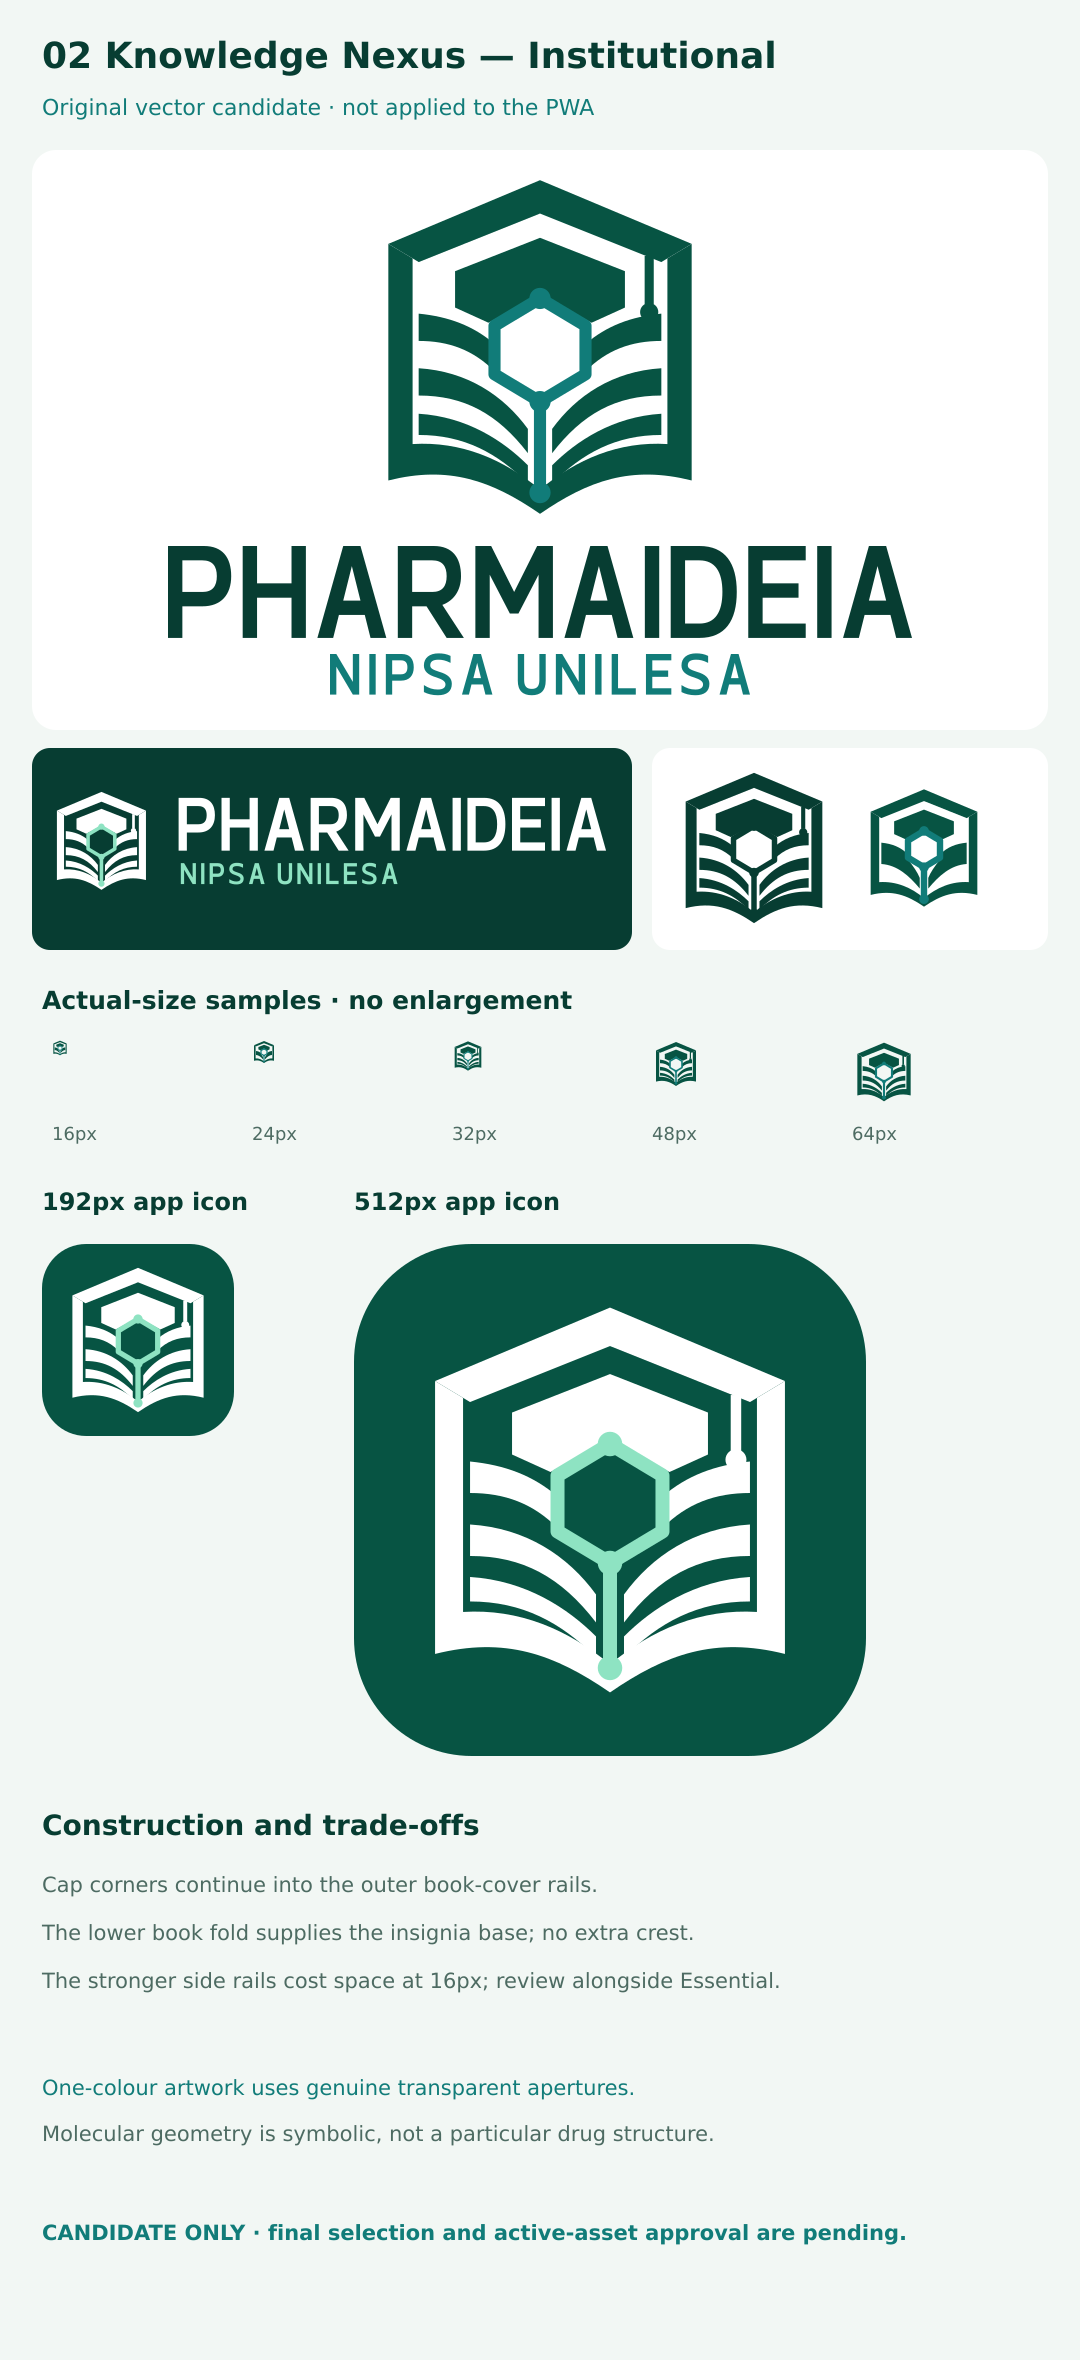 02 Knowledge Nexus — Institutional
Original vector candidate · not applied to the PWA
PHARMAIDEIA
NIPSA UNILESA
PHARMAIDEIA
NIPSA UNILESA
Actual-size samples · no enlargement
16px 24px 32px 48px 64px
192px app icon 512px app icon
Construction and trade-offs
Cap corners continue into the outer book-cover rails.
The lower book fold supplies the insignia base; no extra crest.
The stronger side rails cost space at 16px; review alongside Essential.
One-colour artwork uses genuine transparent apertures.
Molecular geometry is symbolic, not a particular drug structure.
CANDIDATE ONLY · final selection and active-asset approval are pending.